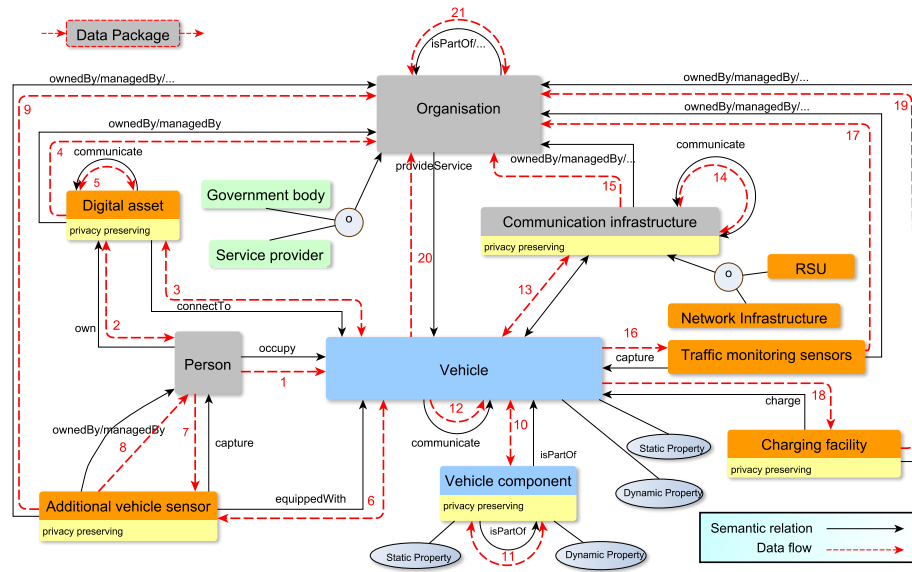 21
Data Package
isPartOf/...
ownedBy/managedBy/...
ownedBy/managedBy/...
9
19
Organisation
ownedBy/managedBy/...
ownedBy/managedBy
17
4
communicate
provideService
ownedBy/managedBy/...
communicate
5
15
14
Digital asset
Government body
privacy preserving
o
Communication infrastructure
Service provider
privacy preserving
20
RSU
o
3
13
connectTo
Network Infrastructure
2
own
16
occupy
capture
Traffic monitoring sensors
Person
Vehicle
1
18
charge
12
ownedBy/managedBy
7
10
8
capture
communicate
Static Property
Charging facility
isPartOf
privacy preserving
Vehicle component
Dynamic Property
equippedWith
6
Additional vehicle sensor
privacy preserving
privacy preserving
isPartOf
Semantic relation
Static Property
11
Dynamic Property
Data flow